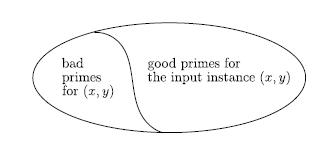 bad
primes
for (x, y)
good primes for
the input instance (x, y)